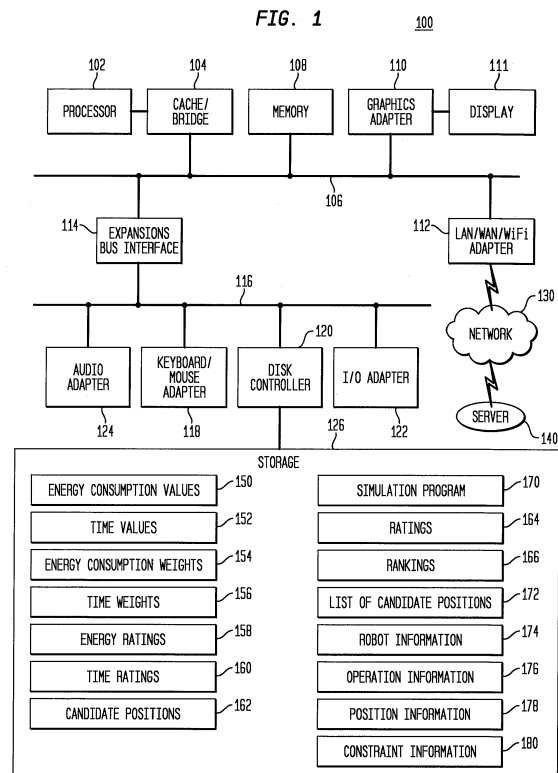 FIG. 1
100
102
104
108
110
111
PROCESSOR
CACHE/
BRIDGE
MEMORY
GRAPHICS
ADAPTER
DISPLAY
106
114
EXPANSIONS
BUS INTERFACE
112
LAN/WAN/WiFi
ADAPTER
116
130
NETWORK
120
AUDIO
ADAPTER
KEYBOARD/
MOUSE
ADAPTER
DISK
CONTROLLER
I/O ADAPTER
124
118
122
SERVER
140
126
STORAGE
ENERGY CONSUMPTION VALUES
150
TIME VALUES
152
ENERGY CONSUMPTION WEIGHTS
154
TIME WEIGHTS
156
ENERGY RATINGS
158
TIME RATINGS
160
CANDIDATE POSITIONS
162
SIMULATION PROGRAM
170
RATINGS
164
RANKINGS
166
LIST OF CANDIDATE POSITIONS
172
ROBOT INFORMATION
174
OPERATION INFORMATION
176
POSITION INFORMATION
178
CONSTRAINT INFORMATION
180